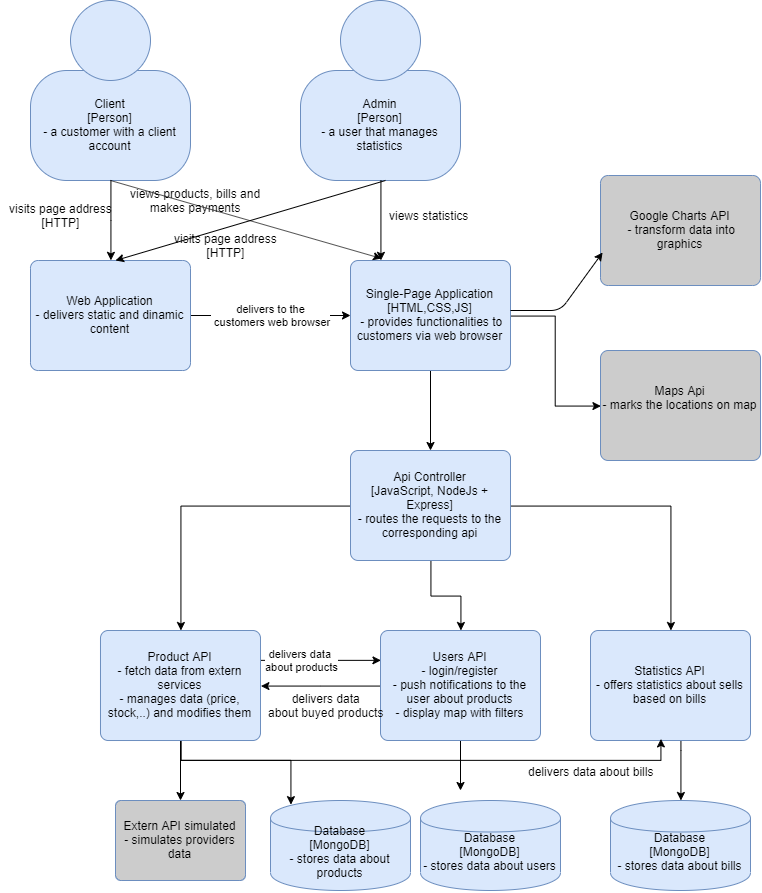 Client
[Person]
- a customer with a client
account
Admin
[Person]
- a user that manages
statistics
views products, bills and
makes payments
visits page address
[HTTP]
views statistics
visits page address
[HTTP]
Google Charts API
- transform data into
graphics
Web Application
- delivers static and dinamic
content
delivers to the
customers web browser
Single-Page Application
[HTML,CSS,JS]
- provides functionalities to
customers via web browser
Maps Api
- marks the locations on map
Api Controller
[JavaScript, NodeJs +
Express]
- routes the requests to the
corresponding api
Product API
- fetch data from extern
services
- manages data (price,
stock,..) and modifies them
delivers data
about products
delivers data
about buyed products
Users API
- login/register
- push notifications to the
user about products
- display map with filters
Statistics API
- offers statistics about sells
based on bills
delivers data about bills
Extern API simulated
- simulates providers
data
Database
[MongoDB]
- stores data about
products
Database
[MongoDB]
- stores data about users
Database
[MongoDB]
- stores data about bills